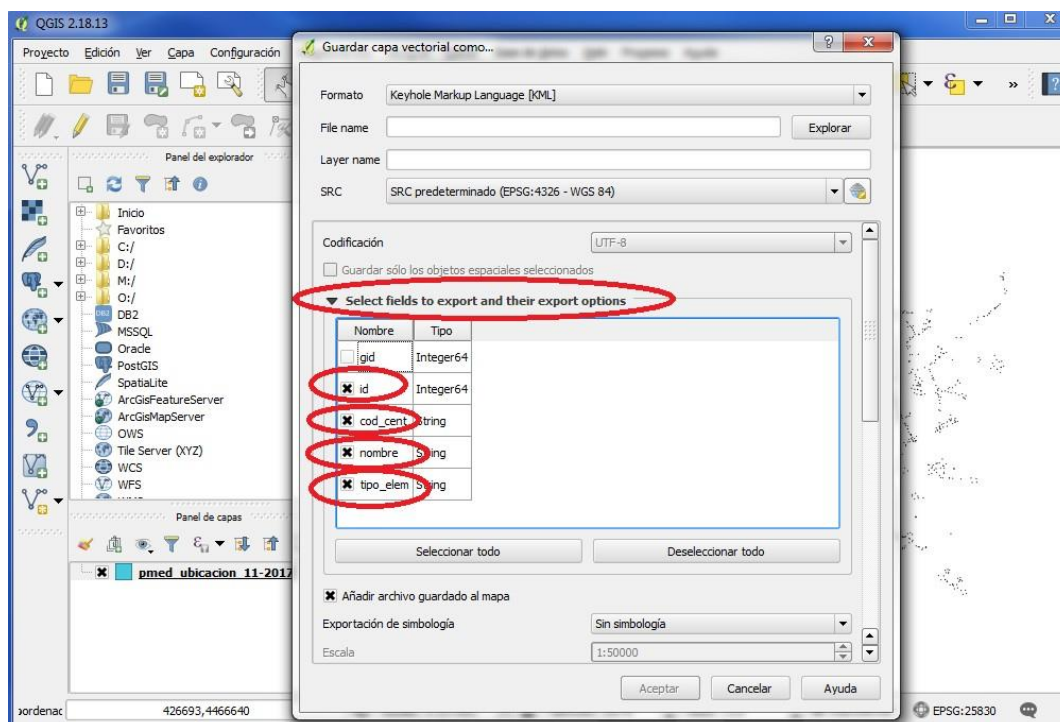 QGIS 2.18.13
Proyecto Edición Ver Capa Configuración
Guardar capa vectorial como...
Formato Keyhole Markup Language [KML]
File name Explorar
Layer name
SRC SRC predeterminado (EPSG:4326 - WGS 84)
Codificación UTF-8
Guardar sólo los objetos espaciales seleccionados
Select fields to export and their export options
Nombre Tipo
gid Integer64
id Integer64
cod_cent String
nombre String
tipo_elem String
Seleccionar todo Deseleccionar todo
Añadir archivo guardado al mapa
Exportación de simbología Sin simbología
Escala 1:50000
Aceptar Cancelar Ayuda
Panel del explorador
Inicio
Favoritos
C:/
D:/
M:/
O:/
DB2
MSSQL
Oracle
PostGIS
SpatiaLite
ArcGisFeatureServer
ArcGisMapServer
OWS
Tile Server (XYZ)
WCS
WFS
Panel de capas
pmed_ubicacion_11-2017
426693,4466640
EPSG:25830